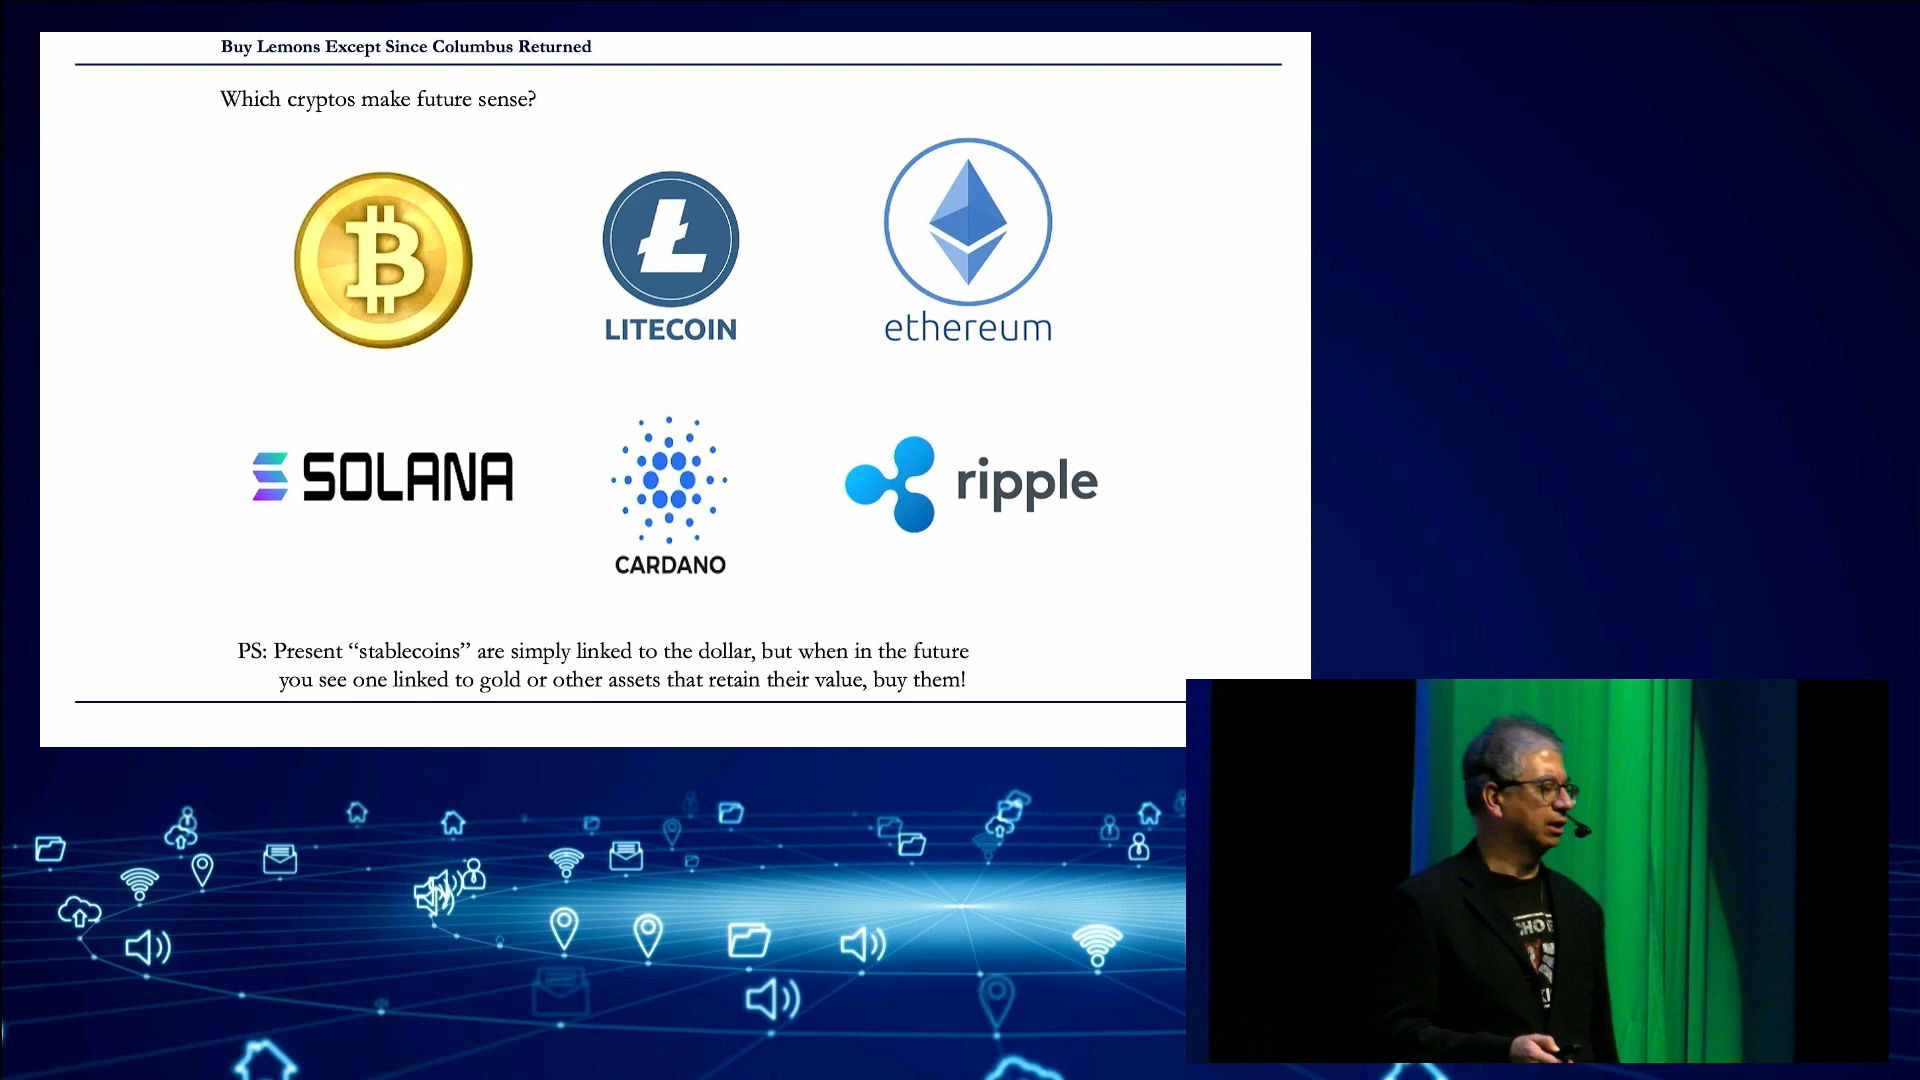 Buy Lemons Except Since Columbus Returned
Which cryptos make future sense?
LITECOIN
ethereum
SOLANA
CARDANO
ripple
PS: Present “stablecoins” are simply linked to the dollar, but when in the future
you see one linked to gold or other assets that retain their value, buy them!